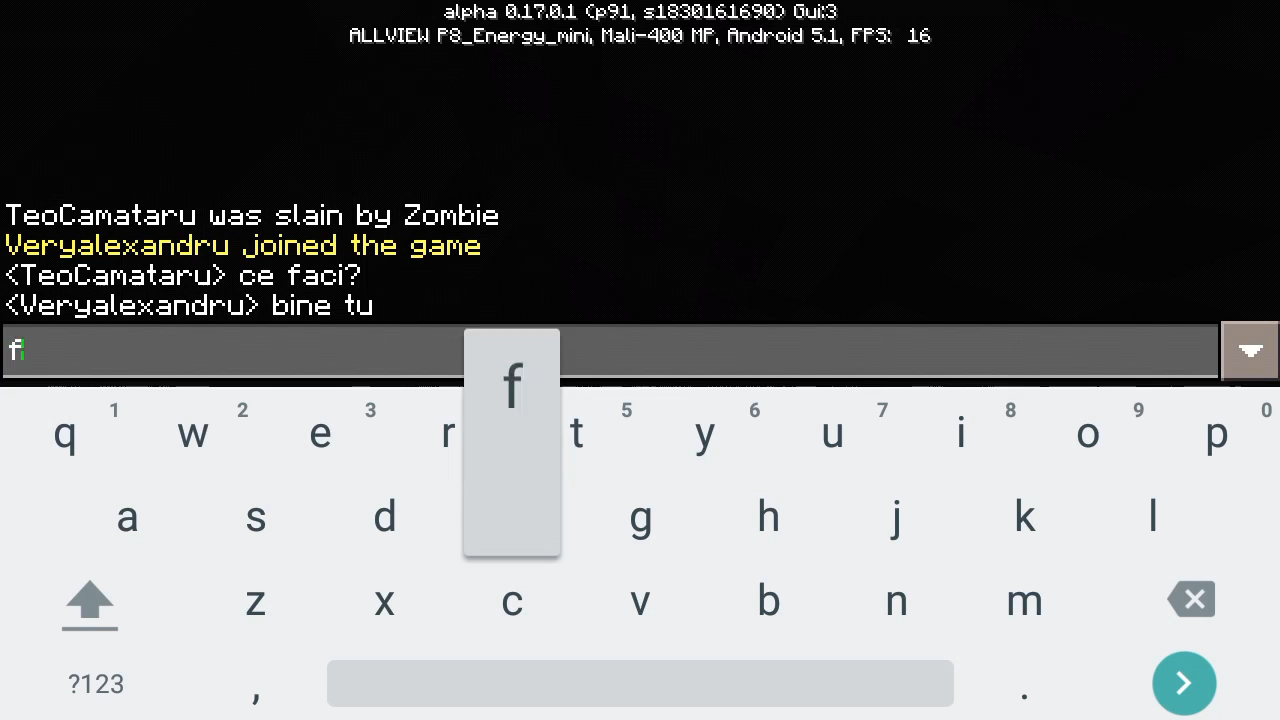 alpha 0.17.0.1 (p91, s1830161690) Gui:3
ALLVIEW P8_Energy_mini, Mali-400 MP, Android 5.1, FPS: 16
TeoCamataru was slain by Zombie
Veryalexandru joined the game
<TeoCamataru> ce faci?
<Veryalexandru> bine tu
f
f
1 2 3 5 6 7 8 9 0
q w e r t y u i o p
a s d g h j k l
z x c v b n m
?123 , .